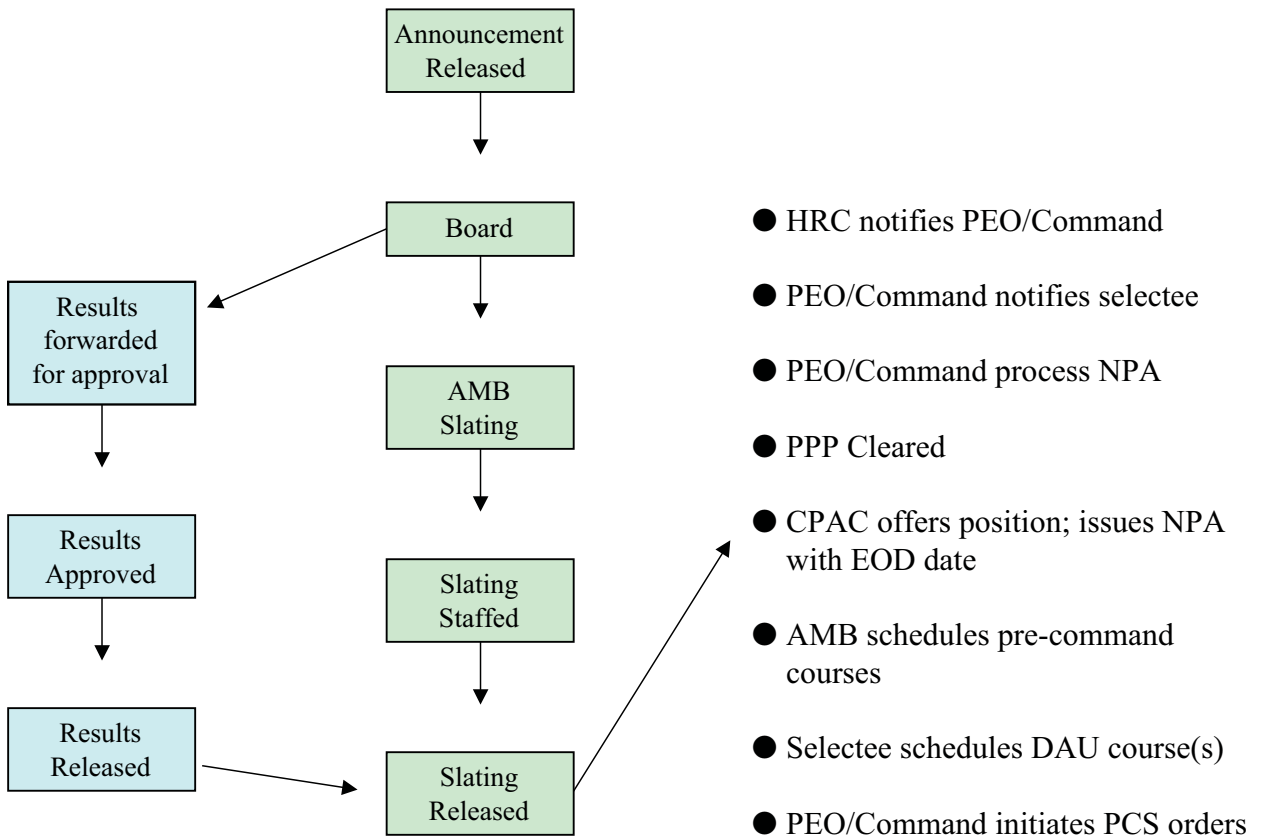 Announcement
Released
Board
Results
forwarded
for approval
AMB
Slating
Results
Approved
Slating
Staffed
Results
Released
Slating
Released
● HRC notifies PEO/Command
● PEO/Command notifies selectee
● PEO/Command process NPA
● PPP Cleared
● CPAC offers position; issues NPA
with EOD date
● AMB schedules pre-command
courses
● Selectee schedules DAU course(s)
● PEO/Command initiates PCS orders